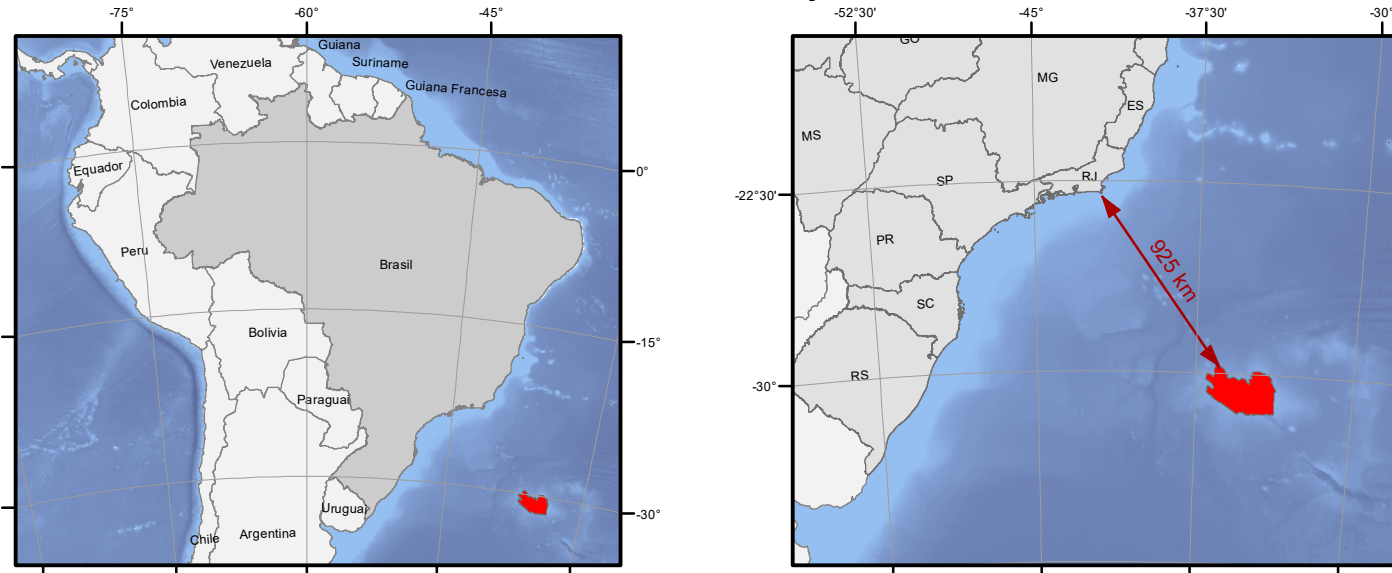 -75°
-60°
-45°
Guiana
Venezuela
Suriname
Guiana Francesa
Colombia
Equador
0°
Peru
Brasil
Bolivia
-15°
Paraguai
Uruguai
-30°
Chile
Argentina
-52°30'
-45°
-37°30'
-30°
GO
MG
ES
MS
SP
RJ
-22°30'
PR
925 km
SC
RS
-30°